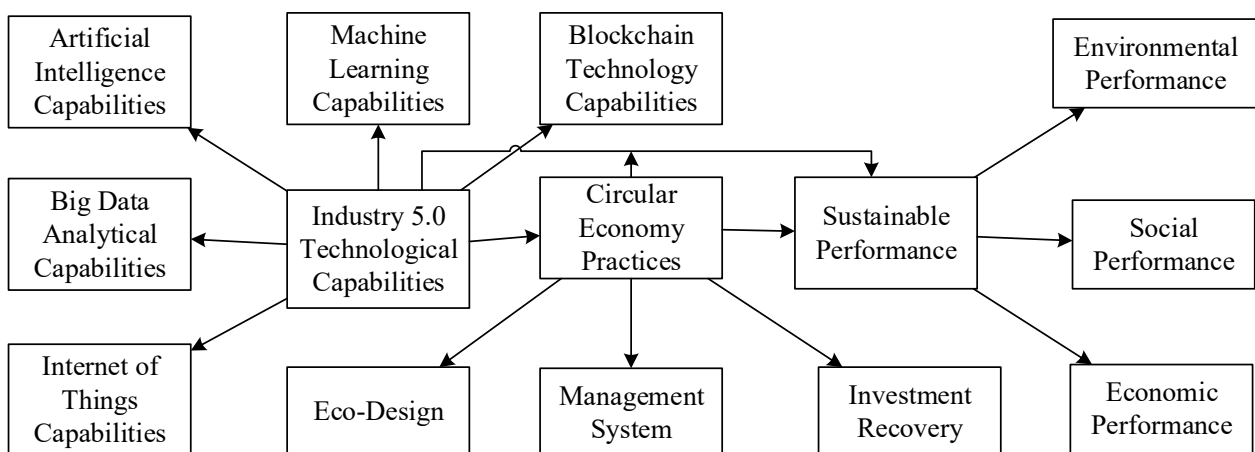 Artificial
Intelligence
Capabilities
Machine
Learning
Capabilities
Blockchain
Technology
Capabilities
Environmental
Performance
Big Data
Analytical
Capabilities
Industry 5.0
Technological
Capabilities
Circular
Economy
Practices
Sustainable
Performance
Social
Performance
Internet of
Things
Capabilities
Eco-Design
Management
System
Investment
Recovery
Economic
Performance